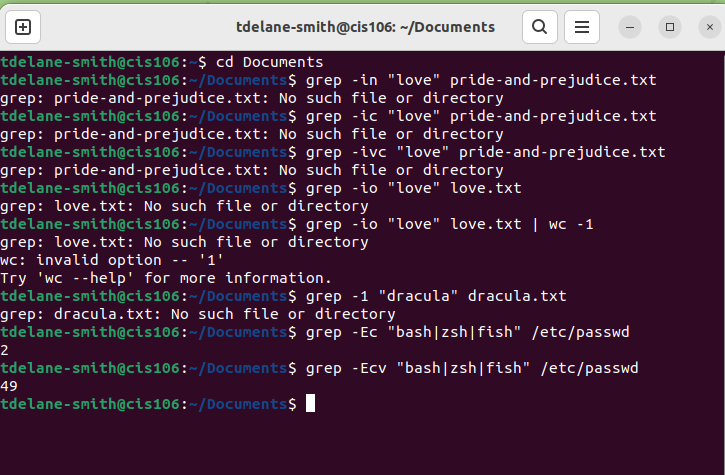 tdelane-smith@cis106: ~/Documents
tdelane-smith@cis106:~$ cd Documents
tdelane-smith@cis106:~/Documents$ grep -in "love" pride-and-prejudice.txt
grep: pride-and-prejudice.txt: No such file or directory
tdelane-smith@cis106:~/Documents$ grep -ic "love" pride-and-prejudice.txt
grep: pride-and-prejudice.txt: No such file or directory
tdelane-smith@cis106:~/Documents$ grep -ivc "love" pride-and-prejudice.txt
grep: pride-and-prejudice.txt: No such file or directory
tdelane-smith@cis106:~/Documents$ grep -io "love" love.txt
grep: love.txt: No such file or directory
tdelane-smith@cis106:~/Documents$ grep -io "love" love.txt | wc -1
grep: love.txt: No such file or directory
wc: invalid option -- '1'
Try 'wc --help' for more information.
tdelane-smith@cis106:~/Documents$ grep -1 "dracula" dracula.txt
grep: dracula.txt: No such file or directory
tdelane-smith@cis106:~/Documents$ grep -Ec "bash|zsh|fish" /etc/passwd
2
tdelane-smith@cis106:~/Documents$ grep -Ecv "bash|zsh|fish" /etc/passwd
49
tdelane-smith@cis106:~/Documents$